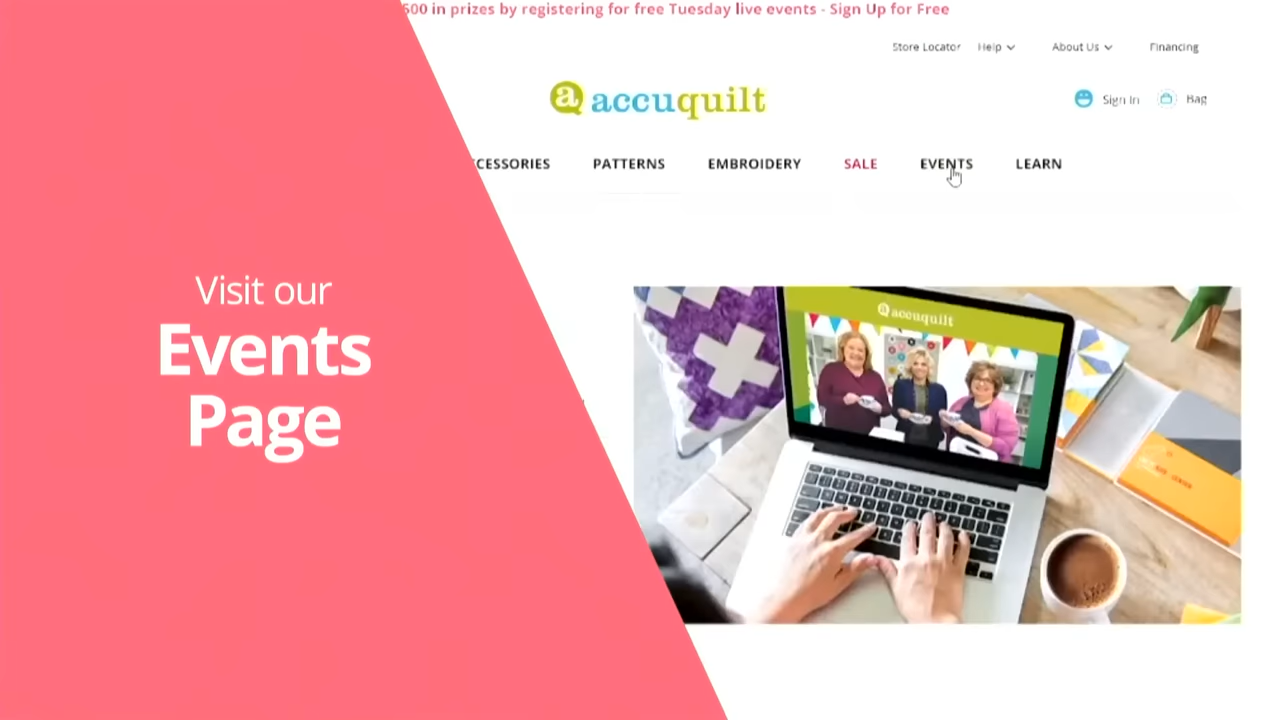 500 in prizes by registering for free Tuesday live events - Sign Up for Free
Store Locator Help About Us Financing
a accuquilt
Sign In Bag
CESSORIES PATTERNS EMBROIDERY SALE EVENTS LEARN
Visit our
Events
Page
a accuquilt